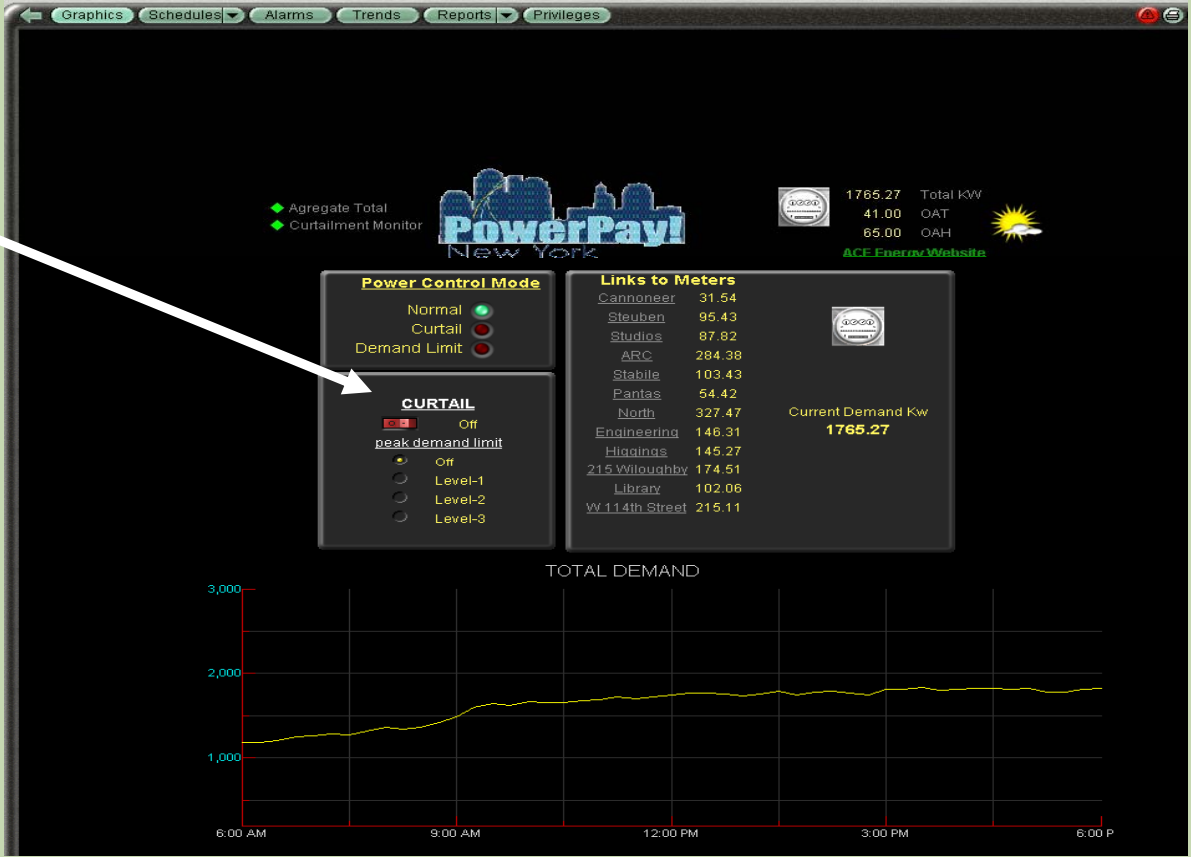 Graphics Schedules Alarms Trends Reports Privileges
Agregate Total
Curtailment Monitor
PowerPay!
New York
1765.27 Total KW
41.00 OAT
65.00 OAH
ACE Energy Website
Power Control Mode
Normal
Curtail
Demand Limit
CURTAIL
Off
peak demand limit
Off
Level-1
Level-2
Level-3
Links to Meters
Cannoneer 31.54
Steuben 95.43
Studios 87.82
ARC 284.38
Stabile 103.43
Pantas 54.42
North 327.47
Engineering 146.31
Higgings 145.27
215 Wiloughby 174.51
Library 102.06
W 114th Street 215.11
Current Demand Kw
1765.27
TOTAL DEMAND
3,000
2,000
1,000
6:00 AM 9:00 AM 12:00 PM 3:00 PM 6:00 P